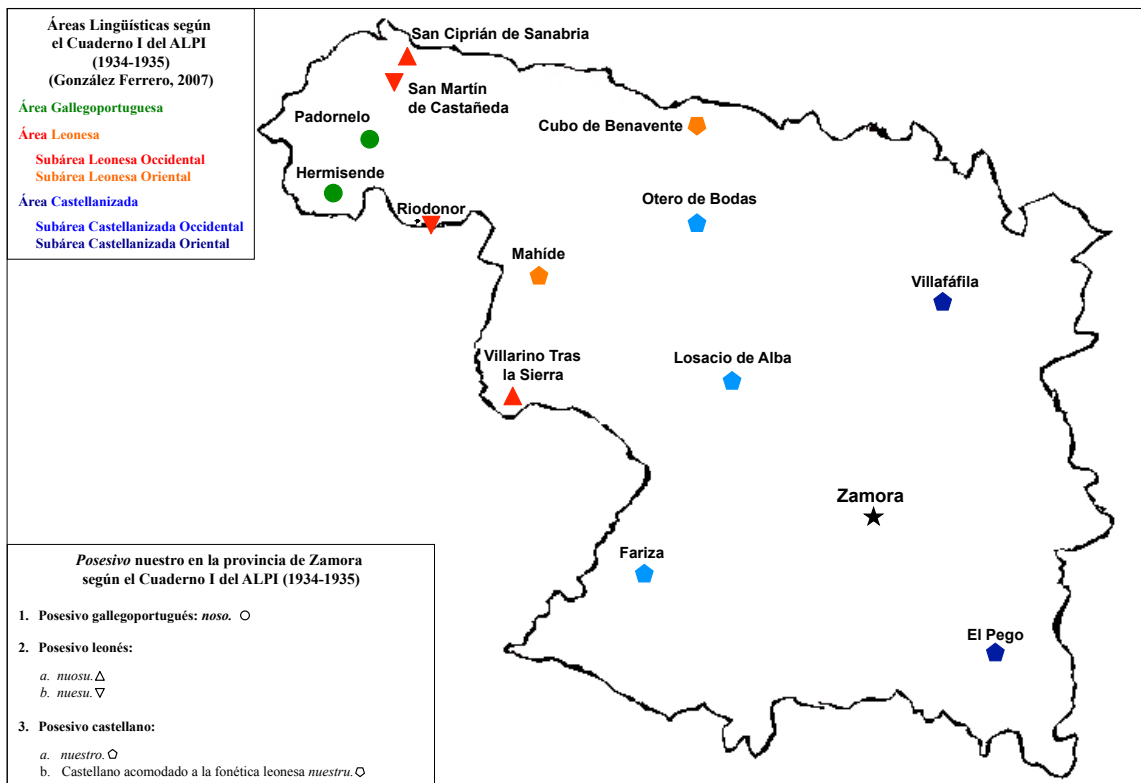 Áreas Lingüísticas según
el Cuaderno I del ALPI
(1934-1935)
(González Ferrero, 2007)
Área Gallegoportuguesa
Área Leonesa
Subárea Leonesa Occidental
Subárea Leonesa Oriental
Área Castellanizada
Subárea Castellanizada Occidental
Subárea Castellanizada Oriental
San Ciprián de Sanabria
San Martín
de Castañeda
Padornelo
Cubo de Benavente
Hermisende
Otero de Bodas
Riodonor
Mahíde
Villafáfila
Villarino Tras
la Sierra
Losacio de Alba
Zamora
Fariza
El Pego
Posesivo nuestro en la provincia de Zamora
según el Cuaderno I del ALPI (1934-1935)
1. Posesivo gallegoportugués: noso.
2. Posesivo leonés:
a. nuosu.
b. nuesu.
3. Posesivo castellano:
a. nuestro.
b. Castellano acomodado a la fonética leonesa nuestru.